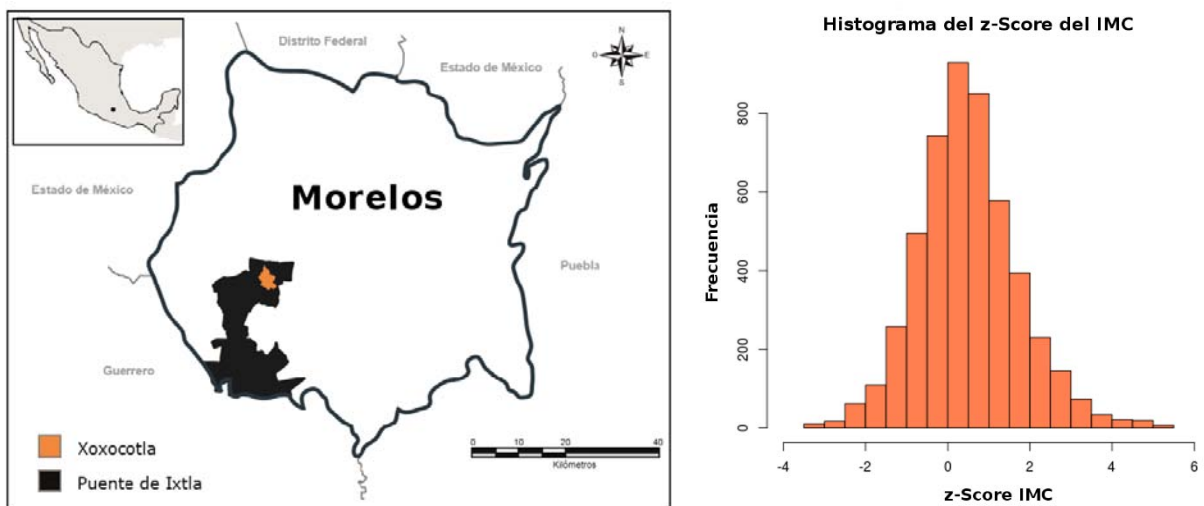 Distrito Federal
Estado de México
N
O
E
S
Estado de México
Morelos
Puebla
Guerrero
Xoxocotla
Puente de Ixtla
0 10 20 40
Kilómetros
Histograma del z-Score del IMC
Frecuencia
800
600
400
200
0
-4 -2 0 2 4 6
z-Score IMC